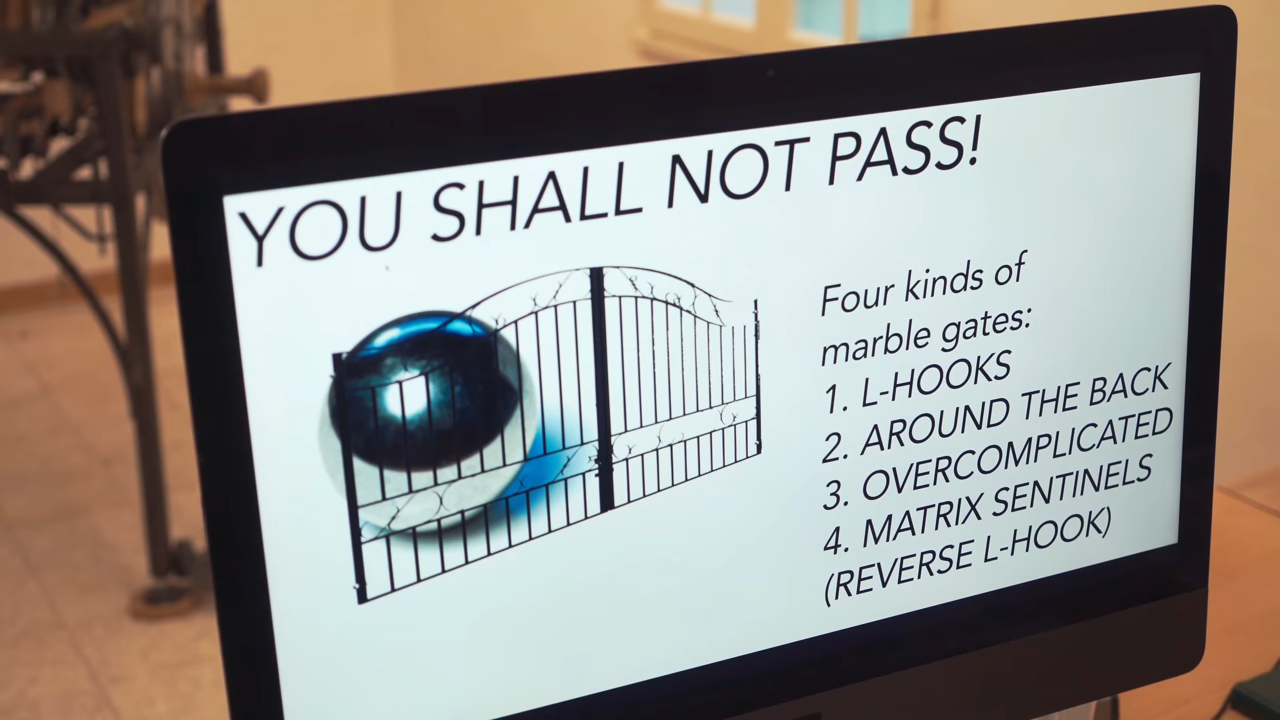 YOU SHALL NOT PASS!
Four kinds of
marble gates:
1. L-HOOKS
2. AROUND THE BACK
3. OVERCOMPLICATED
4. MATRIX SENTINELS
(REVERSE L-HOOK)